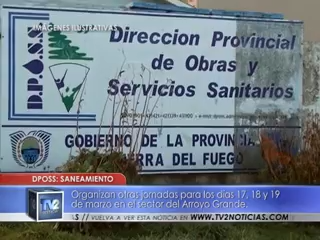 IMÁGENES ILUSTRATIVAS
D.P.O.S.S.
Direccion Provincial
de Obras y
Servicios Sanitarios
GOBIERNO DE LA PROVINCIA
ERRA DEL FUEGO
DPOSS: SANEAMIENTO
TV2
NOTICIAS
Organizan otras jornadas para los días 17, 18 y 19
de marzo en el sector del Arroyo Grande.
VUELVA A VER ESTA NOTICIA EN WWW.TV2NOTICIAS.COM